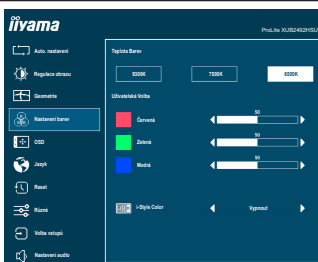 iiyama
ProLite XUB2492HSU
Auto. nastavení
Regulace obrazu
Geometrie
Nastavení barev
OSD
Jazyk
Reset
Různé
Volba vstupů
Nastavení audio
Teplota Barev
9300K 7500K 6500K
Uživatelská Volba
Červená 50
Zelená 50
Modrá 50
i-Style Color Vypnout